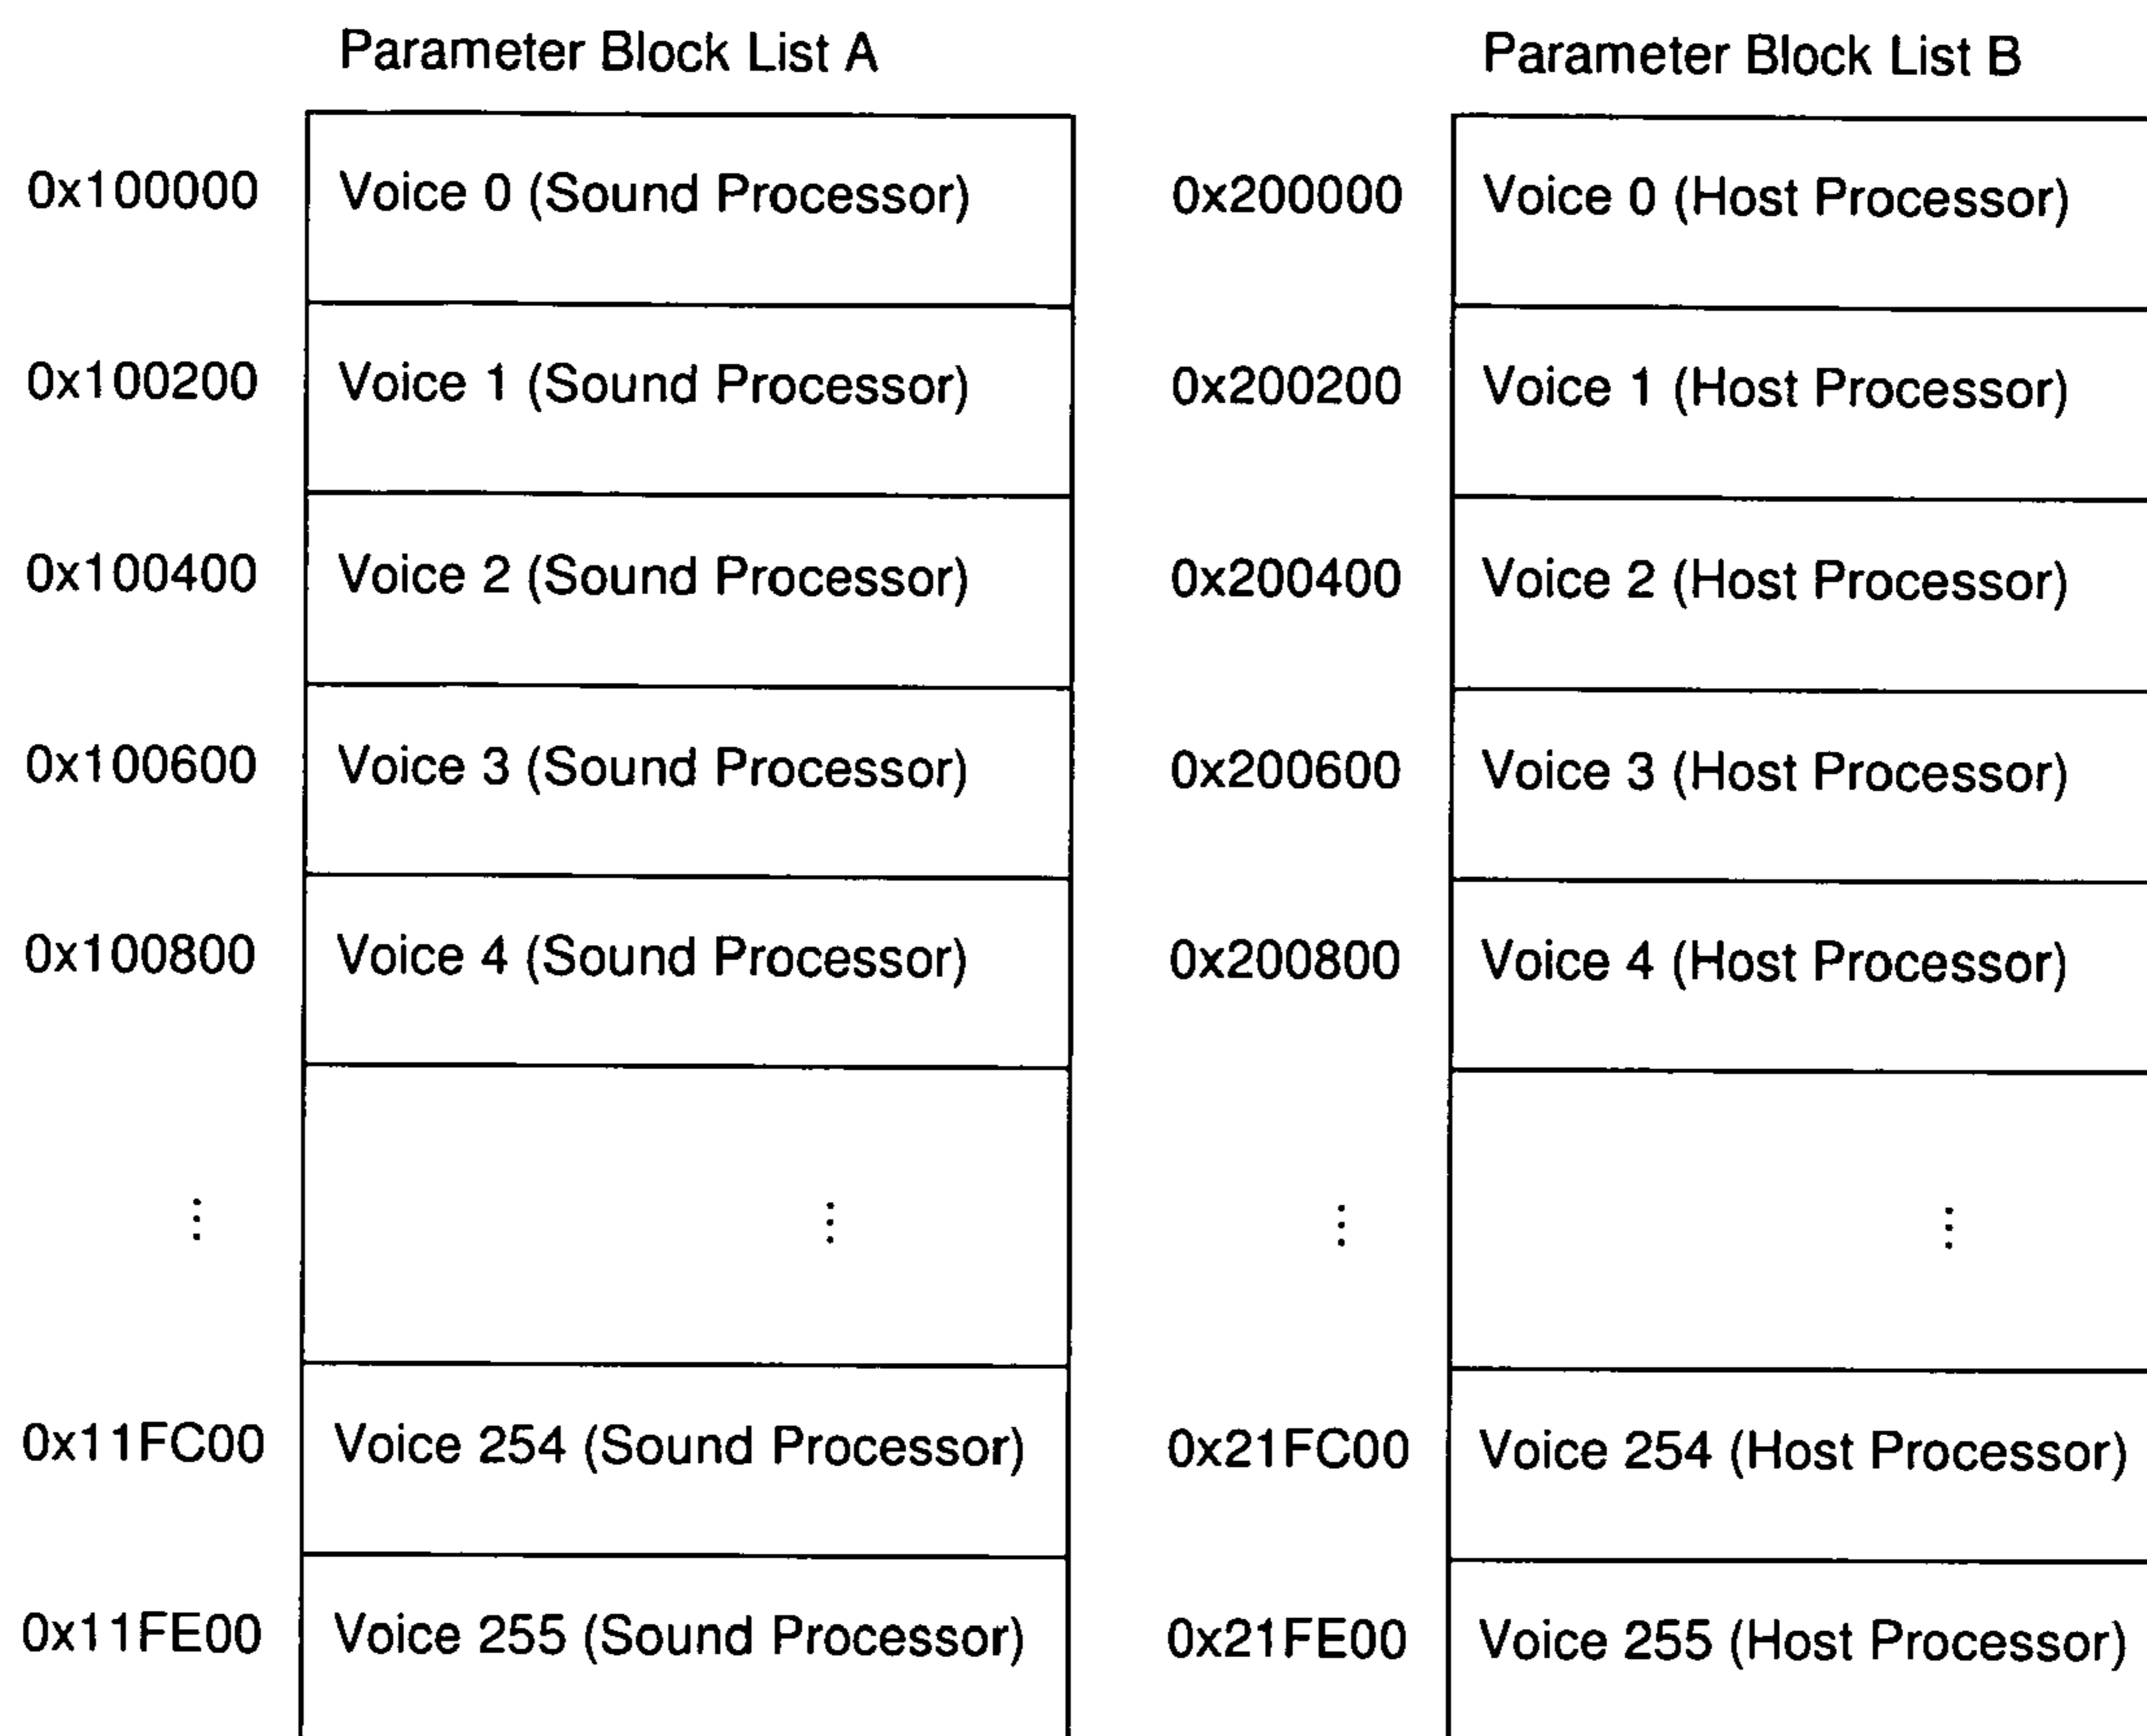 Parameter Block List A    Parameter Block List B
0x100000    Voice 0 (Sound Processor)    0x200000    Voice 0 (Host Processor)
0x100200    Voice 1 (Sound Processor)    0x200200    Voice 1 (Host Processor)
0x100400    Voice 2 (Sound Processor)    0x200400    Voice 2 (Host Processor)
0x100600    Voice 3 (Sound Processor)    0x200600    Voice 3 (Host Processor)
0x100800    Voice 4 (Sound Processor)    0x200800    Voice 4 (Host Processor)
⋮    ⋮    ⋮    ⋮
0x11FC00    Voice 254 (Sound Processor)    0x21FC00    Voice 254 (Host Processor)
0x11FE00    Voice 255 (Sound Processor)    0x21FE00    Voice 255 (Host Processor)